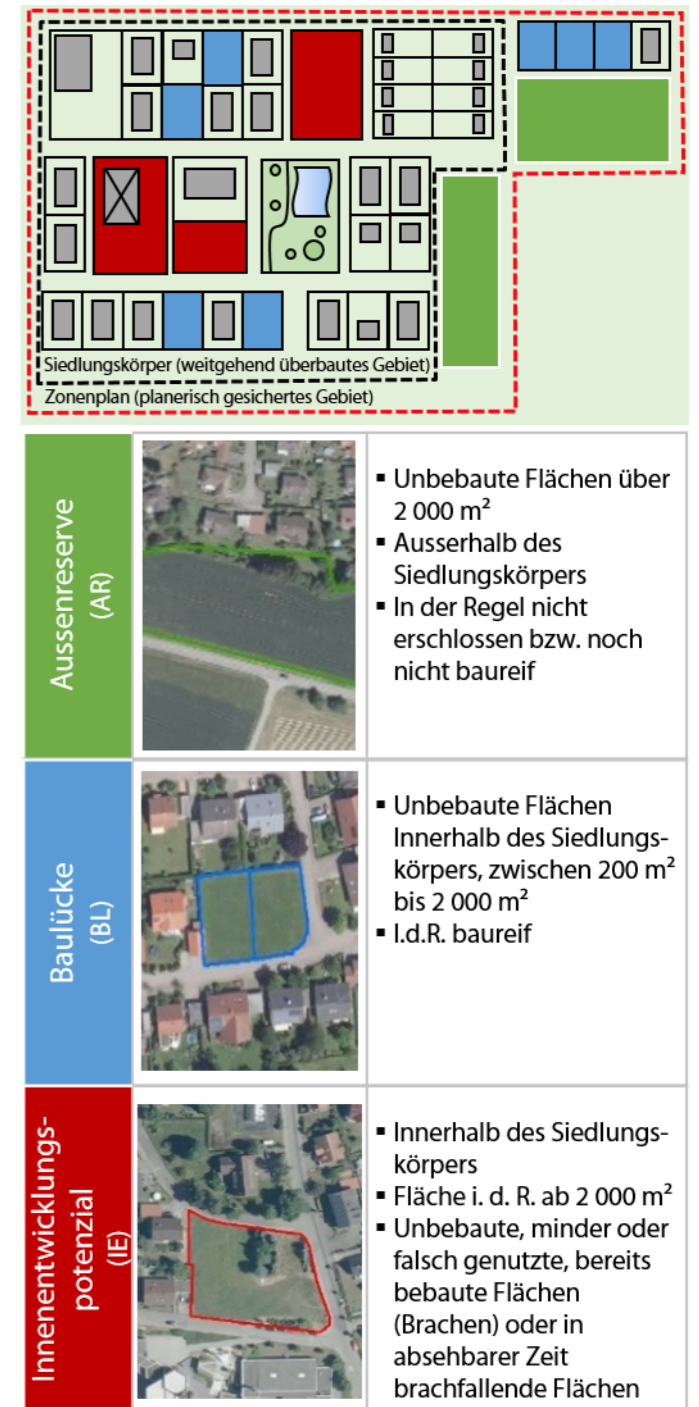 Siedlungskörper (weitgehend überbautes Gebiet)
Zonenplan (planerisch gesichertes Gebiet)
Aussenreserve
(AR)
▪ Unbebaute Flächen über
2 000 m²
▪ Ausserhalb des
Siedlungskörpers
▪ In der Regel nicht
erschlossen bzw. noch
nicht baureif
Baulücke
(BL)
▪ Unbebaute Flächen
Innerhalb des Siedlungs-
körpers, zwischen 200 m²
bis 2 000 m²
▪ I.d.R. baureif
Innenentwicklungs-
potenzial
(IE)
▪ Innerhalb des Siedlungs-
körpers
▪ Fläche i. d. R. ab 2 000 m²
▪ Unbebaute, minder oder
falsch genutzte, bereits
bebaute Flächen
(Brachen) oder in
absehbarer Zeit
brachfallende Flächen